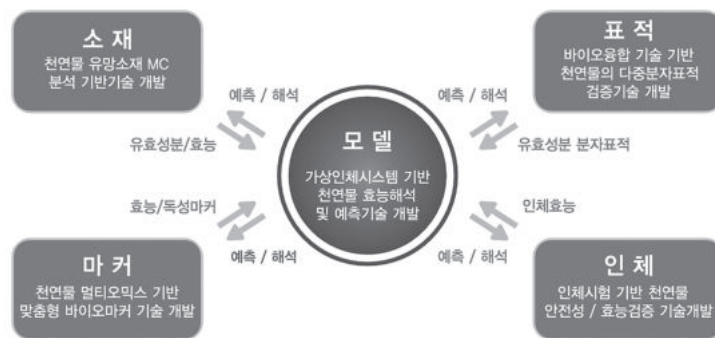 소 재
천연물 유망소재 MC
분석 기반기술 개발
표 적
바이오융합 기술 기반
천연물의 다중분자표적
검증기술 개발
예측 / 해석
예측 / 해석
유효성분/효능
유효성분 분자표적
모 델
가상인체시스템 기반
천연물 효능해석
및 예측기술 개발
효능/독성마커
인체효능
예측 / 해석
예측 / 해석
마 커
천연물 멀티오믹스 기반
맞춤형 바이오마커 기술 개발
인 체
인체시험 기반 천연물
안전성 / 효능검증 기술개발